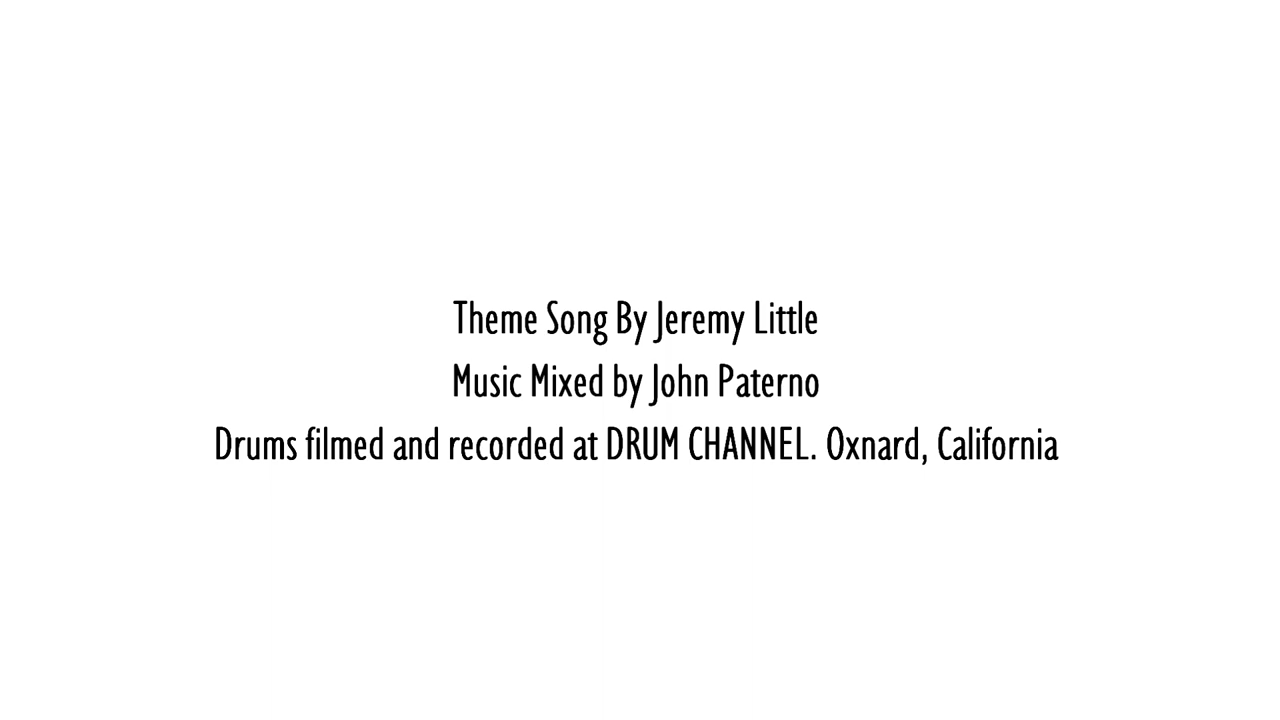 Theme Song By Jeremy Little
Music Mixed by John Paterno
Drums filmed and recorded at DRUM CHANNEL. Oxnard, California